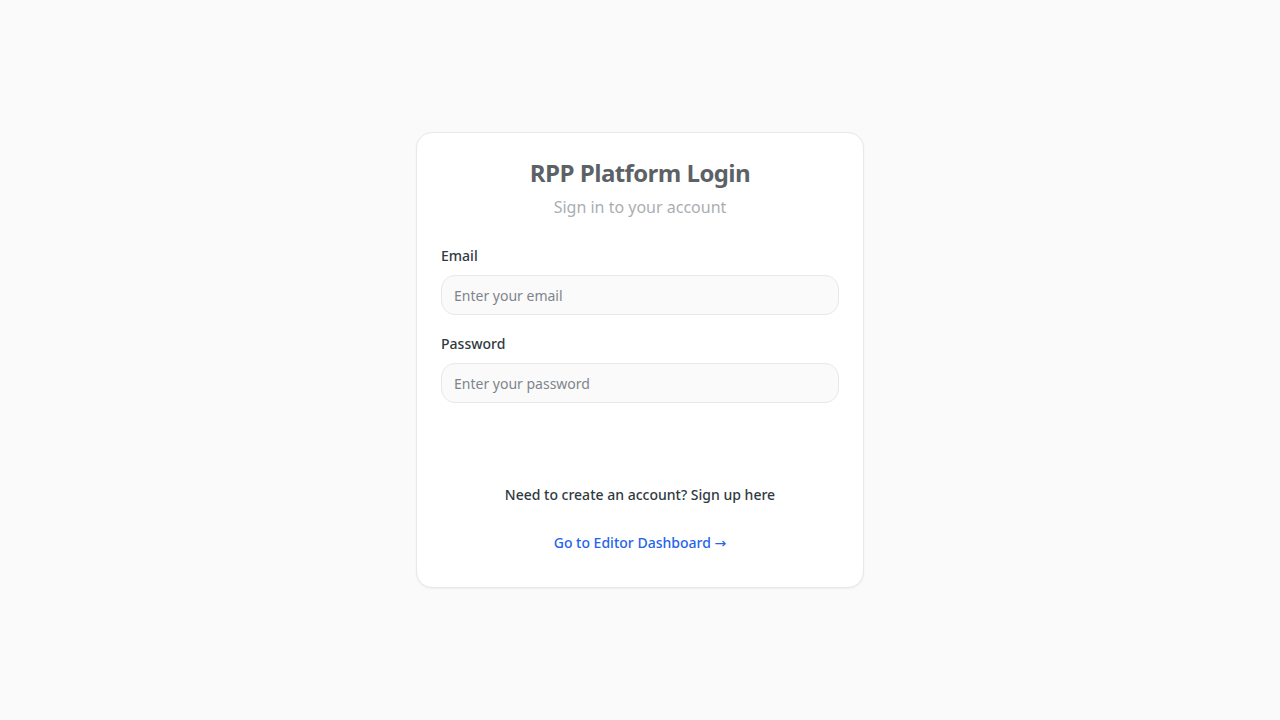 RPP Platform Login
Sign in to your account
Email
Enter your email
Password
Enter your password
Need to create an account? Sign up here
Go to Editor Dashboard →